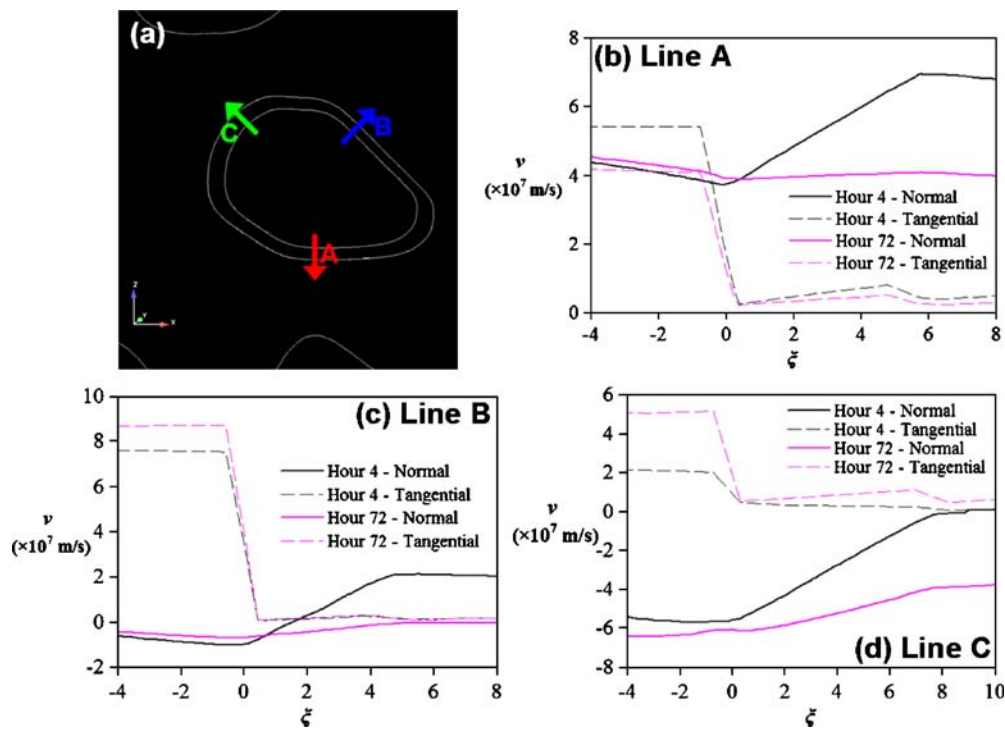 (a)
C
B
A
z
Y
x
(b) Line A
8
6
4
2
0
v
(×10⁷ m/s)
Hour 4 - Normal
Hour 4 - Tangential
Hour 72 - Normal
Hour 72 - Tangential
-4 -2 0 2 4 6 8
ξ
(c) Line B
10
8
6
4
2
0
-2
v
(×10⁷ m/s)
Hour 4 - Normal
Hour 4 - Tangential
Hour 72 - Normal
Hour 72 - Tangential
-4 -2 0 2 4 6 8
ξ
6
4
2
0
-2
-4
-6
-8
v
(×10⁷ m/s)
Hour 4 - Normal
Hour 4 - Tangential
Hour 72 - Normal
Hour 72 - Tangential
(d) Line C
-4 -2 0 2 4 6 8 10
ξ